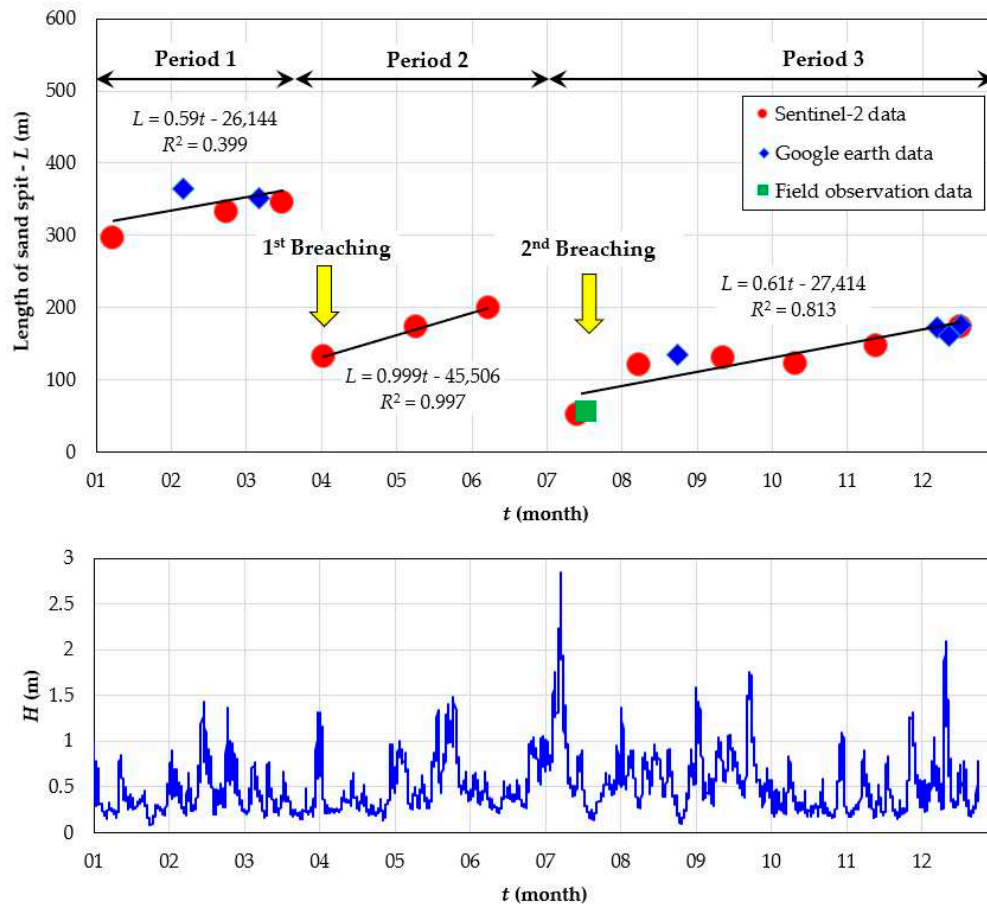 600
500
400
300
200
100
0
Length of sand spit - L (m)
Period 1
Period 2
Period 3
L = 0.59t - 26,144
R² = 0.399
1st Breaching
L = 0.999t - 45,506
R² = 0.997
2nd Breaching
L = 0.61t - 27,414
R² = 0.813
Sentinel-2 data
Google earth data
Field observation data
01 02 03 04 05 06 07 08 09 10 11 12
t (month)
3
2.5
2
1.5
1
0.5
0
H (m)
01 02 03 04 05 06 07 08 09 10 11 12
t (month)